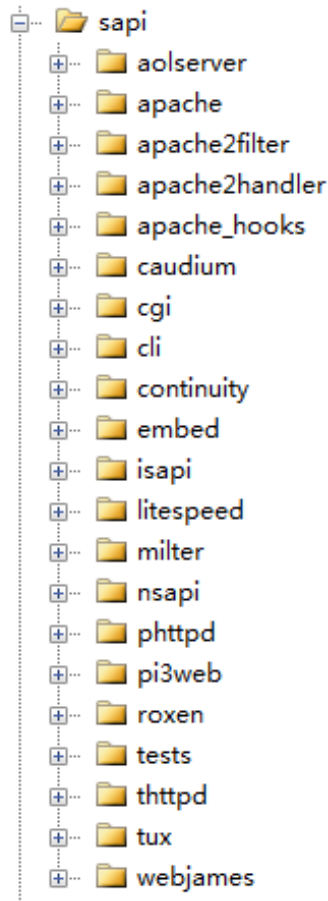 sapi
aolserver
apache
apache2filter
apache2handler
apache_hooks
caudium
cgi
cli
continuity
embed
isapi
litespeed
milter
nsapi
phttpd
pi3web
roxen
tests
thttpd
tux
webjames